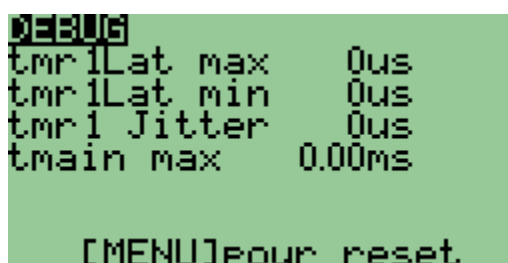 DEBUG
tmr1Lat max 0us
tmr1Lat min 0us
tmr1 Jitter 0us
tmain max 0.00ms
[MENU]pour reset